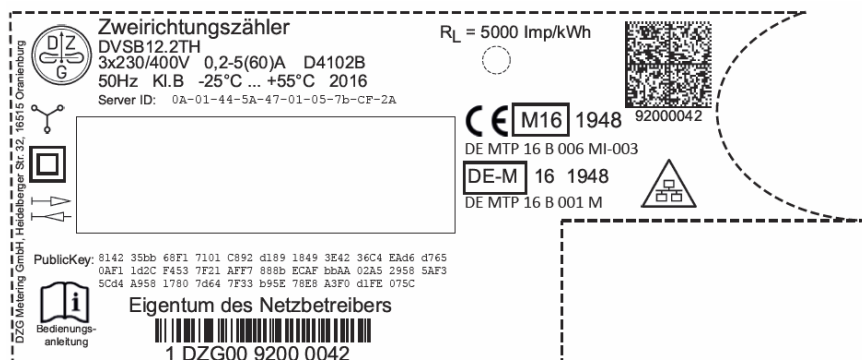 DZG Metering GmbH, Heidelberger Str. 32, 16515 Oranienburg
D Z
G
Zweirichtungszähler
DVSB12.2TH
3x230/400V 0,2-5(60)A D4102B
50Hz Kl.B -25°C ... +55°C 2016
Server ID: 0A-01-44-5A-47-01-05-7b-CF-2A
RL = 5000 Imp/kWh
92000042
CE M16 1948
DE MTP 16 B 006 MI-003
DE-M 16 1948
DE MTP 16 B 001 M
PublicKey: 8142 35bb 68F1 7101 C892 d189 1849 3E42 36C4 EAd6 d765
0AF1 1d2C F453 7F21 AFF7 888b ECAF bbAA 02A5 2958 5AF3
5Cd4 A958 1780 7d64 7F33 b95E 78E8 A3F0 d1FE 075C
i
Bedienungs-
anleitung
Eigentum des Netzbetreibers
1 DZG00 9200 0042